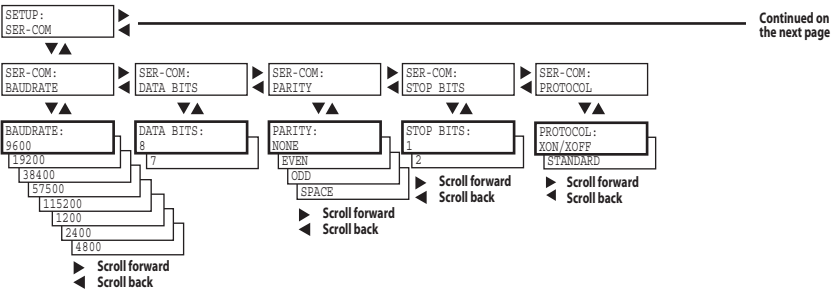 SETUP:
SER-COM
Continued on
the next page
SER-COM:
BAUDRATE
SER-COM:
DATA BITS
SER-COM:
PARITY
SER-COM:
STOP BITS
SER-COM:
PROTOCOL
BAUDRATE:
9600
19200
38400
57500
115200
1200
2400
4800
Scroll forward
Scroll back
DATA BITS:
8
7
PARITY:
NONE
EVEN
ODD
SPACE
Scroll forward
Scroll back
STOP BITS:
1
2
Scroll forward
Scroll back
PROTOCOL:
XON/XOFF
STANDARD
Scroll forward
Scroll back